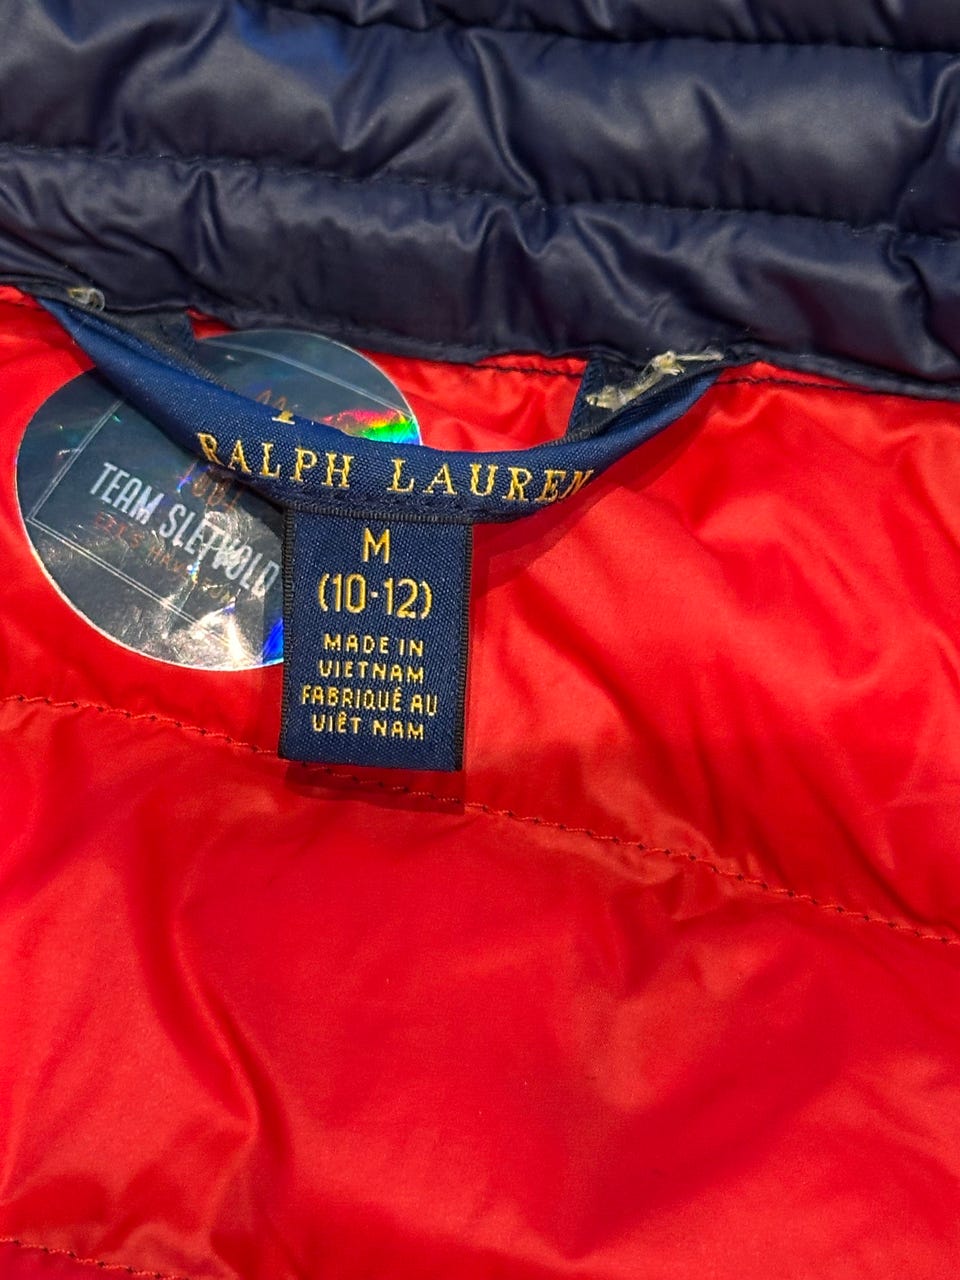 RALPH LAUREN
TEAM SLETVOLD
M
(10-12)
MADE IN
VIETNAM
FABRIQUÉ AU
VIÊT NAM